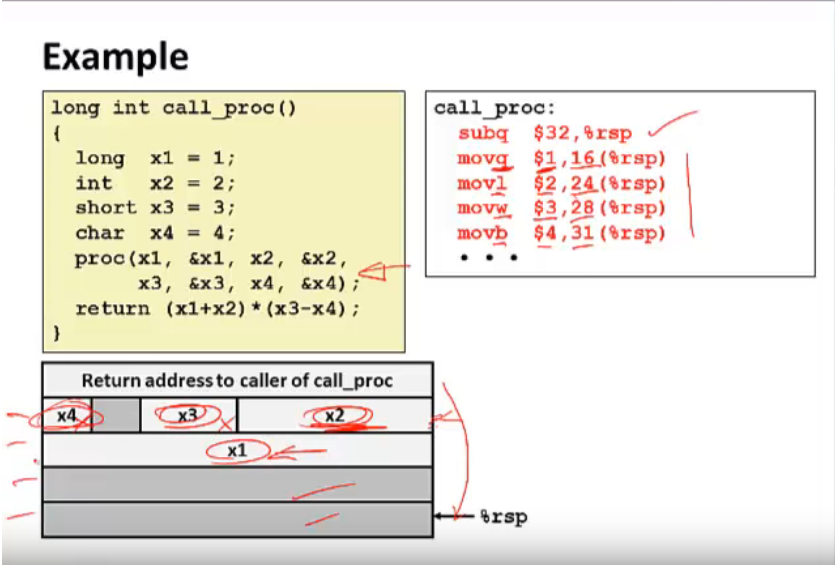 Example
long int call_proc()
{
long x1 = 1;
int x2 = 2;
short x3 = 3;
char x4 = 4;
proc(x1, &x1, x2, &x2,
x3, &x3, x4, &x4);
return (x1+x2)*(x3-x4);
}
call_proc:
subq $32,%rsp
movq $1,16(%rsp)
movl $2,24(%rsp)
movw $3,28(%rsp)
movb $4,31(%rsp)
• • •
Return address to caller of call_proc
x4 x3 x2
x1
%rsp